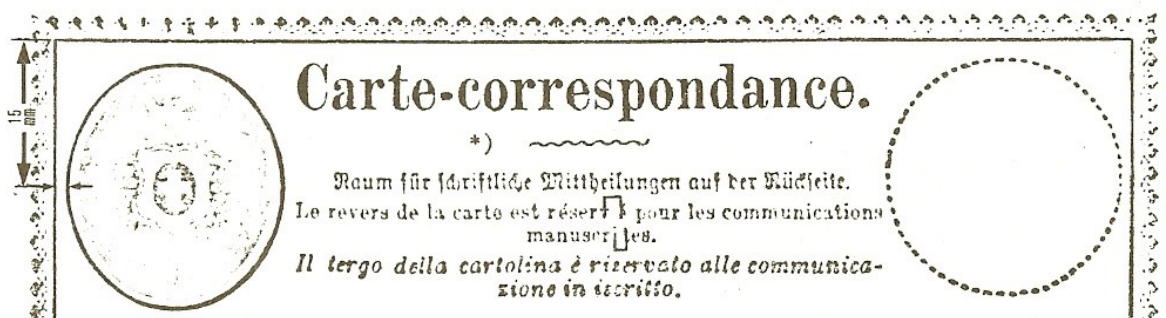 Carte-correspondance.
15 mm
*)
Raum für schriftliche Mittheilungen auf der Rückseite.
Le revers de la carte est pour les communications
Il tergo della cartolina è riservato alle communica-
zione in iscritto.